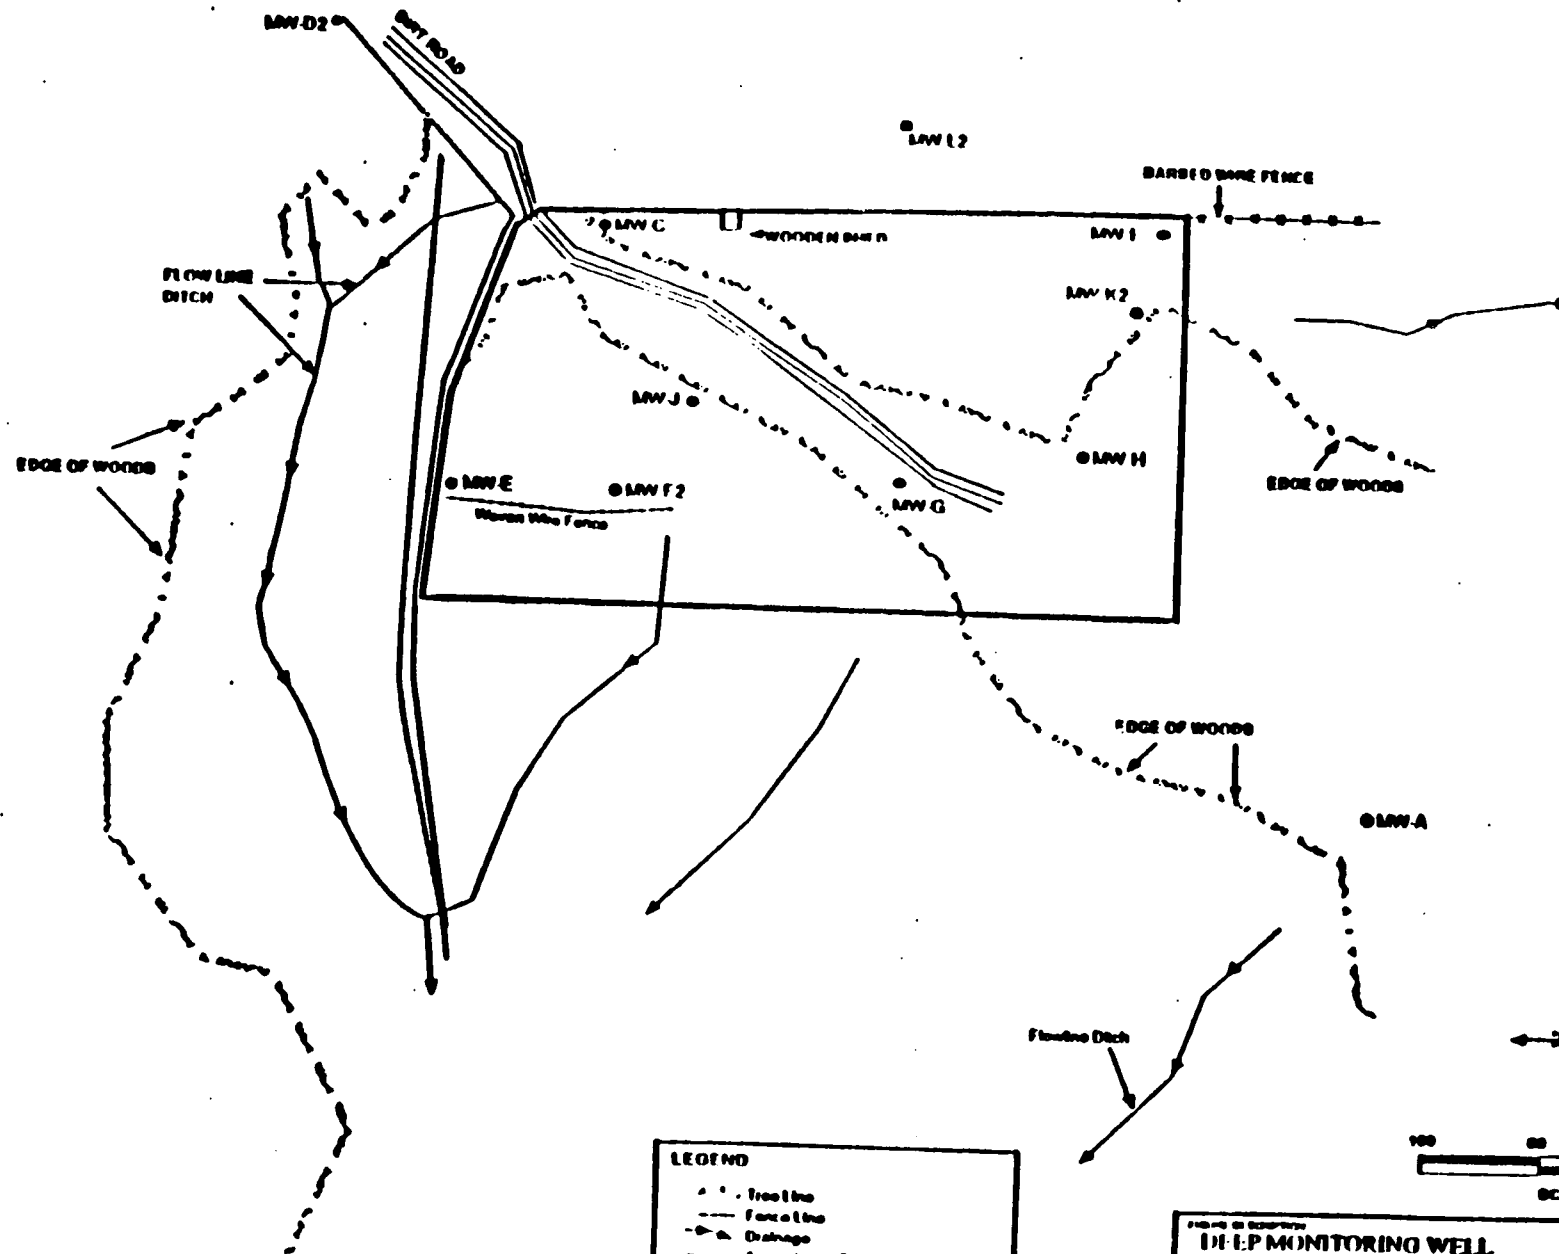 MW-D2
BURT ROAD
MW L2
BARBED WIRE FENCE
MW C
WOODEN SHED
MW I
FLOW LINE
DITCH
MW K2
MW J
EDGE OF WOODS
MW-E
MW F2
Woven Wire Fence
MW G
MW H
EDGE OF WOODS
EDGE OF WOODS
MW-A
Flowing Ditch
100
LEGEND
Tree Line
Fence Line
Drainage
DEEP MONITORING WELL